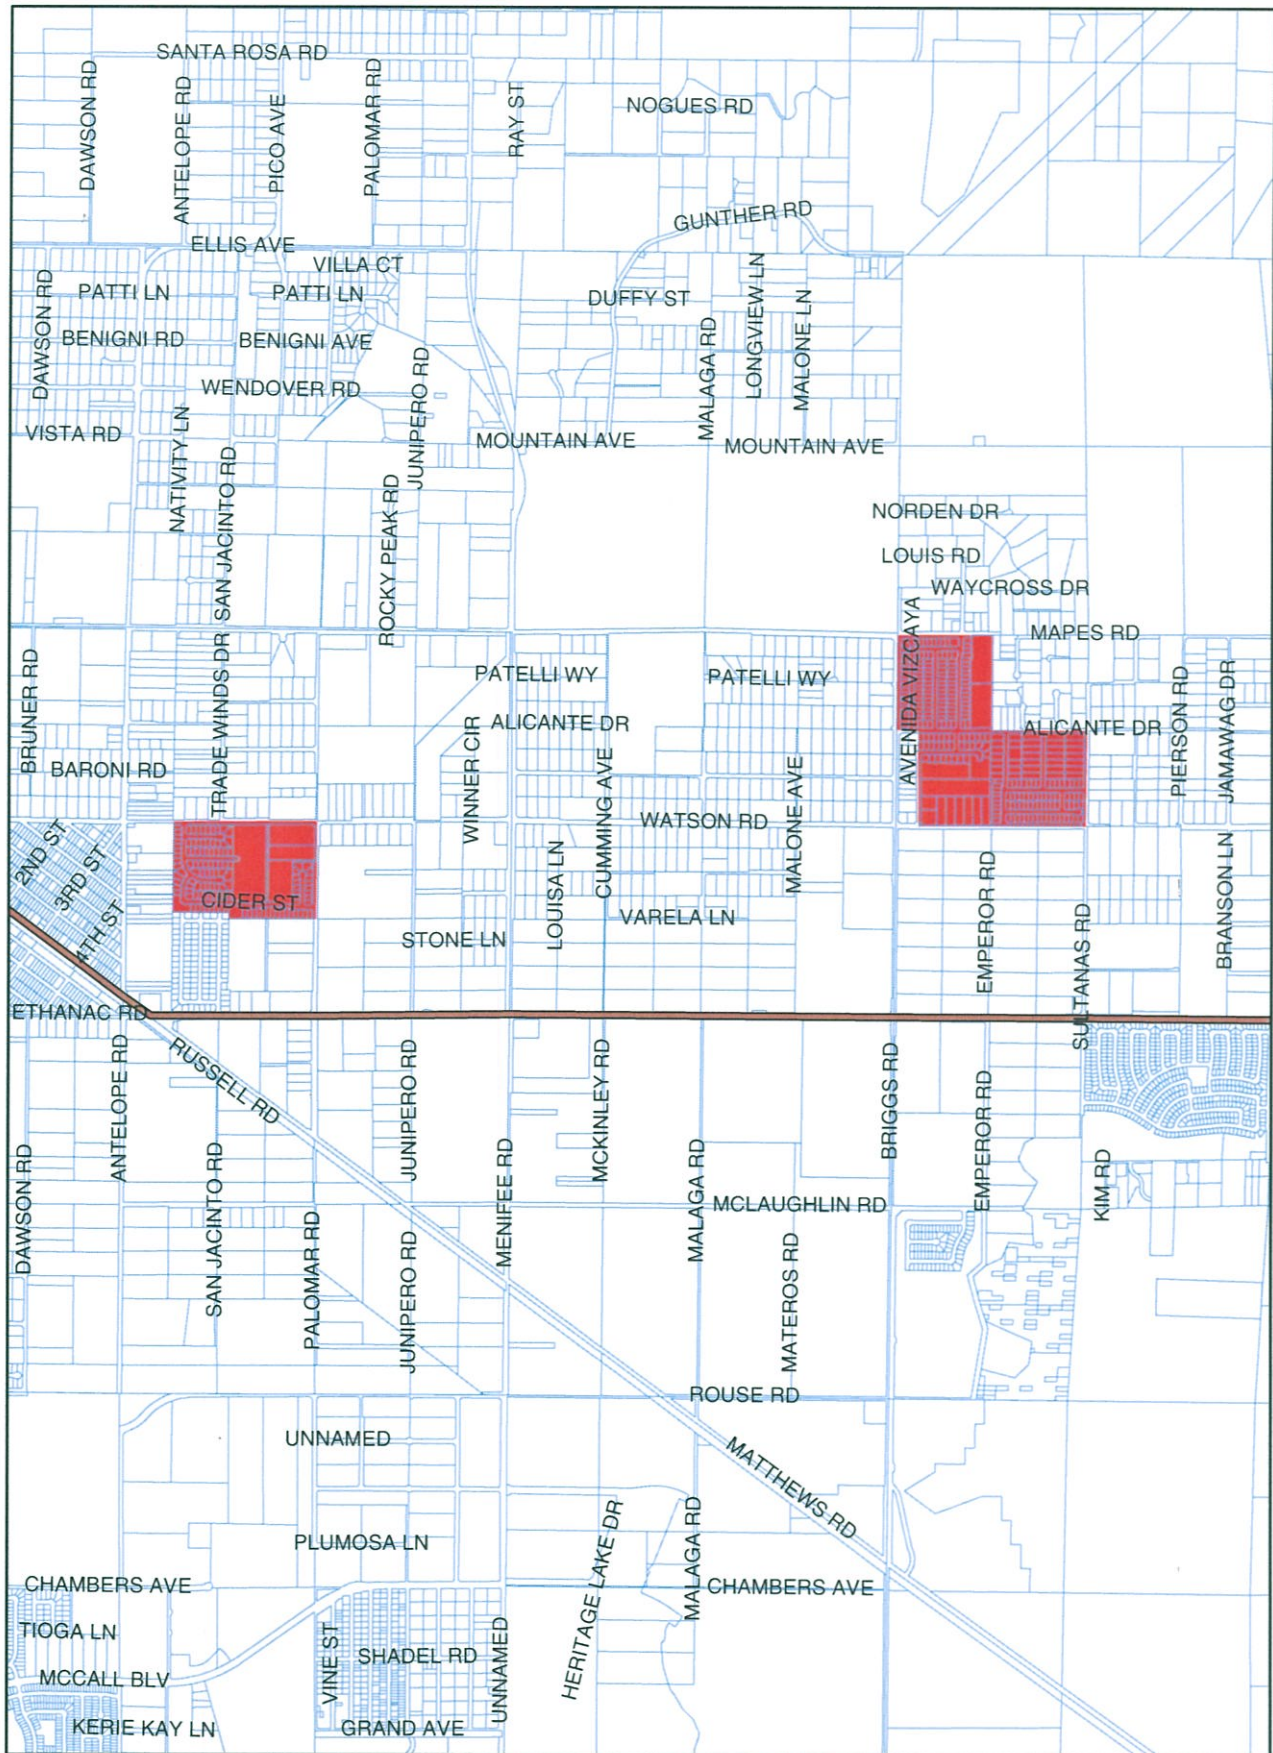 SANTA ROSA RD
DAWSON RD
ANTELOPE RD
PICO AVE
PALOMAR RD
RAY ST
NOGUES RD
GUNTHER RD
ELLIS AVE
VILLA CT
DAWSON RD
PATTI LN
PATTI LN
DUFFY ST
LONGVIEW LN
MALONE LN
BENIGNI RD
BENIGNI AVE
JUNIPERO RD
MALAGA RD
WENDOVER RD
VISTA RD
NATIVITY LN
MOUNTAIN AVE
MOUNTAIN AVE
SAN JACINTO RD
ROCKY PEAK RD
NORDEN DR
LOUIS RD
WAYCROSS DR
MAPES RD
BRUNER RD
TRADE WINDS DR
PATELLI WY
PATELLI WY
AVENIDA VIZCAYA
PIERSON RD
JAMAWAG DR
ALICANTE DR
ALICANTE DR
WINNER CIR
CUMMING AVE
MALONE AVE
BARONI RD
WATSON RD
2ND ST
3RD ST
4TH ST
CIDER ST
LOUISA LN
VARELA LN
STONE LN
EMPEROR RD
SULTANAS RD
BRANSON LN
ETHANAC RD
RUSSELL RD
ANTELOPE RD
JUNIPERO RD
MCKINLEY RD
BRIGGS RD
EMPEROR RD
DAWSON RD
SAN JACINTO RD
MENIFEE RD
MALAGA RD
MCLAUGHLIN RD
KIM RD
PALOMAR RD
JUNIPERO RD
MATEROS RD
ROUSE RD
UNNAMED
MATTHEWS RD
PLUMOSA LN
HERITAGE LAKE DR
MALAGA RD
CHAMBERS AVE
CHAMBERS AVE
TIOGA LN
VINE ST
SHADEL RD
UNNAMED
MCCALL BLV
KERIE KAY LN
GRAND AVE